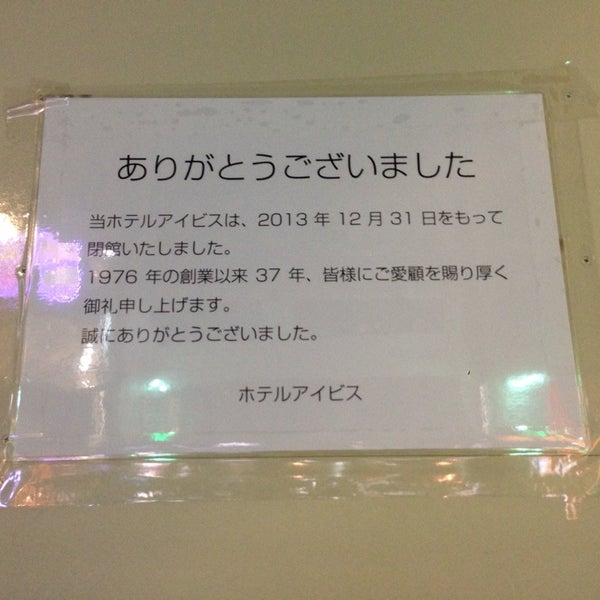 ありがとうございました
当ホテルアイビスは、2013 年 12 月 31 日をもって
閉館いたしました。
1976 年の創業以来 37 年、皆様にご愛顧を賜り厚く
御礼申し上げます。
誠にありがとうございました。
ホテルアイビス